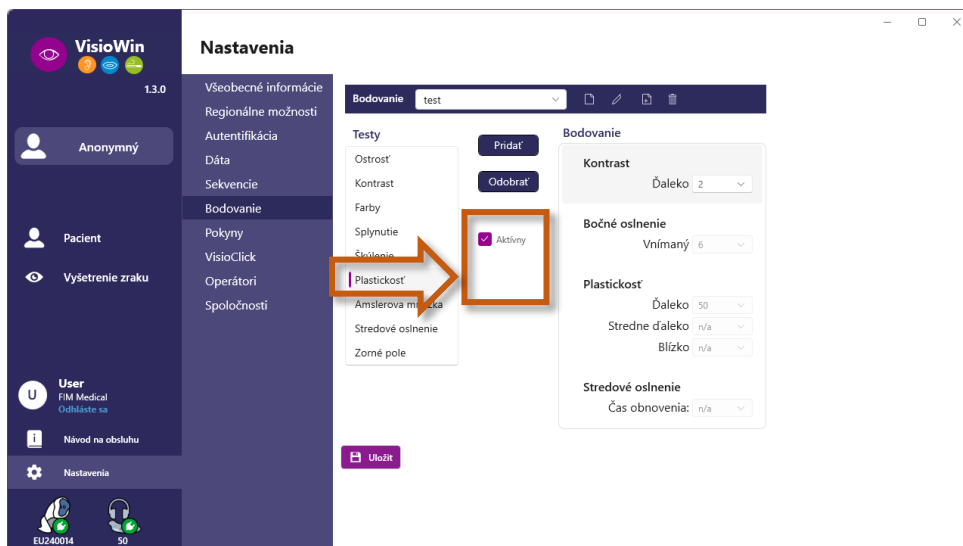 VisioWin
1.3.0
Anonymný
Pacient
Vyšetrenie zraku
U
User
FIM Medical
Odhláste sa
i
Návod na obsluhu
Nastavenia
EU240014
50
Nastavenia
Všeobecné informácie
Regionálne možnosti
Autentifikácia
Dáta
Sekvencie
Bodovanie
Pokyny
VisioClick
Operátori
Spoločnosti
Bodovanie test
Testy
Ostrosť
Kontrast
Farby
Splynutie
Škúlenie
Plastickosť
Amslerova mriežka
Stredové oslnenie
Zorné pole
Pridať
Odobrať
Aktívny
Bodovanie
Kontrast
Ďaleko 2
Bočné oslnenie
Vnímaný 6
Plastickosť
Ďaleko 50
Stredne ďaleko n/a
Blízko n/a
Stredové oslnenie
Čas obnovenia: n/a
Uložit